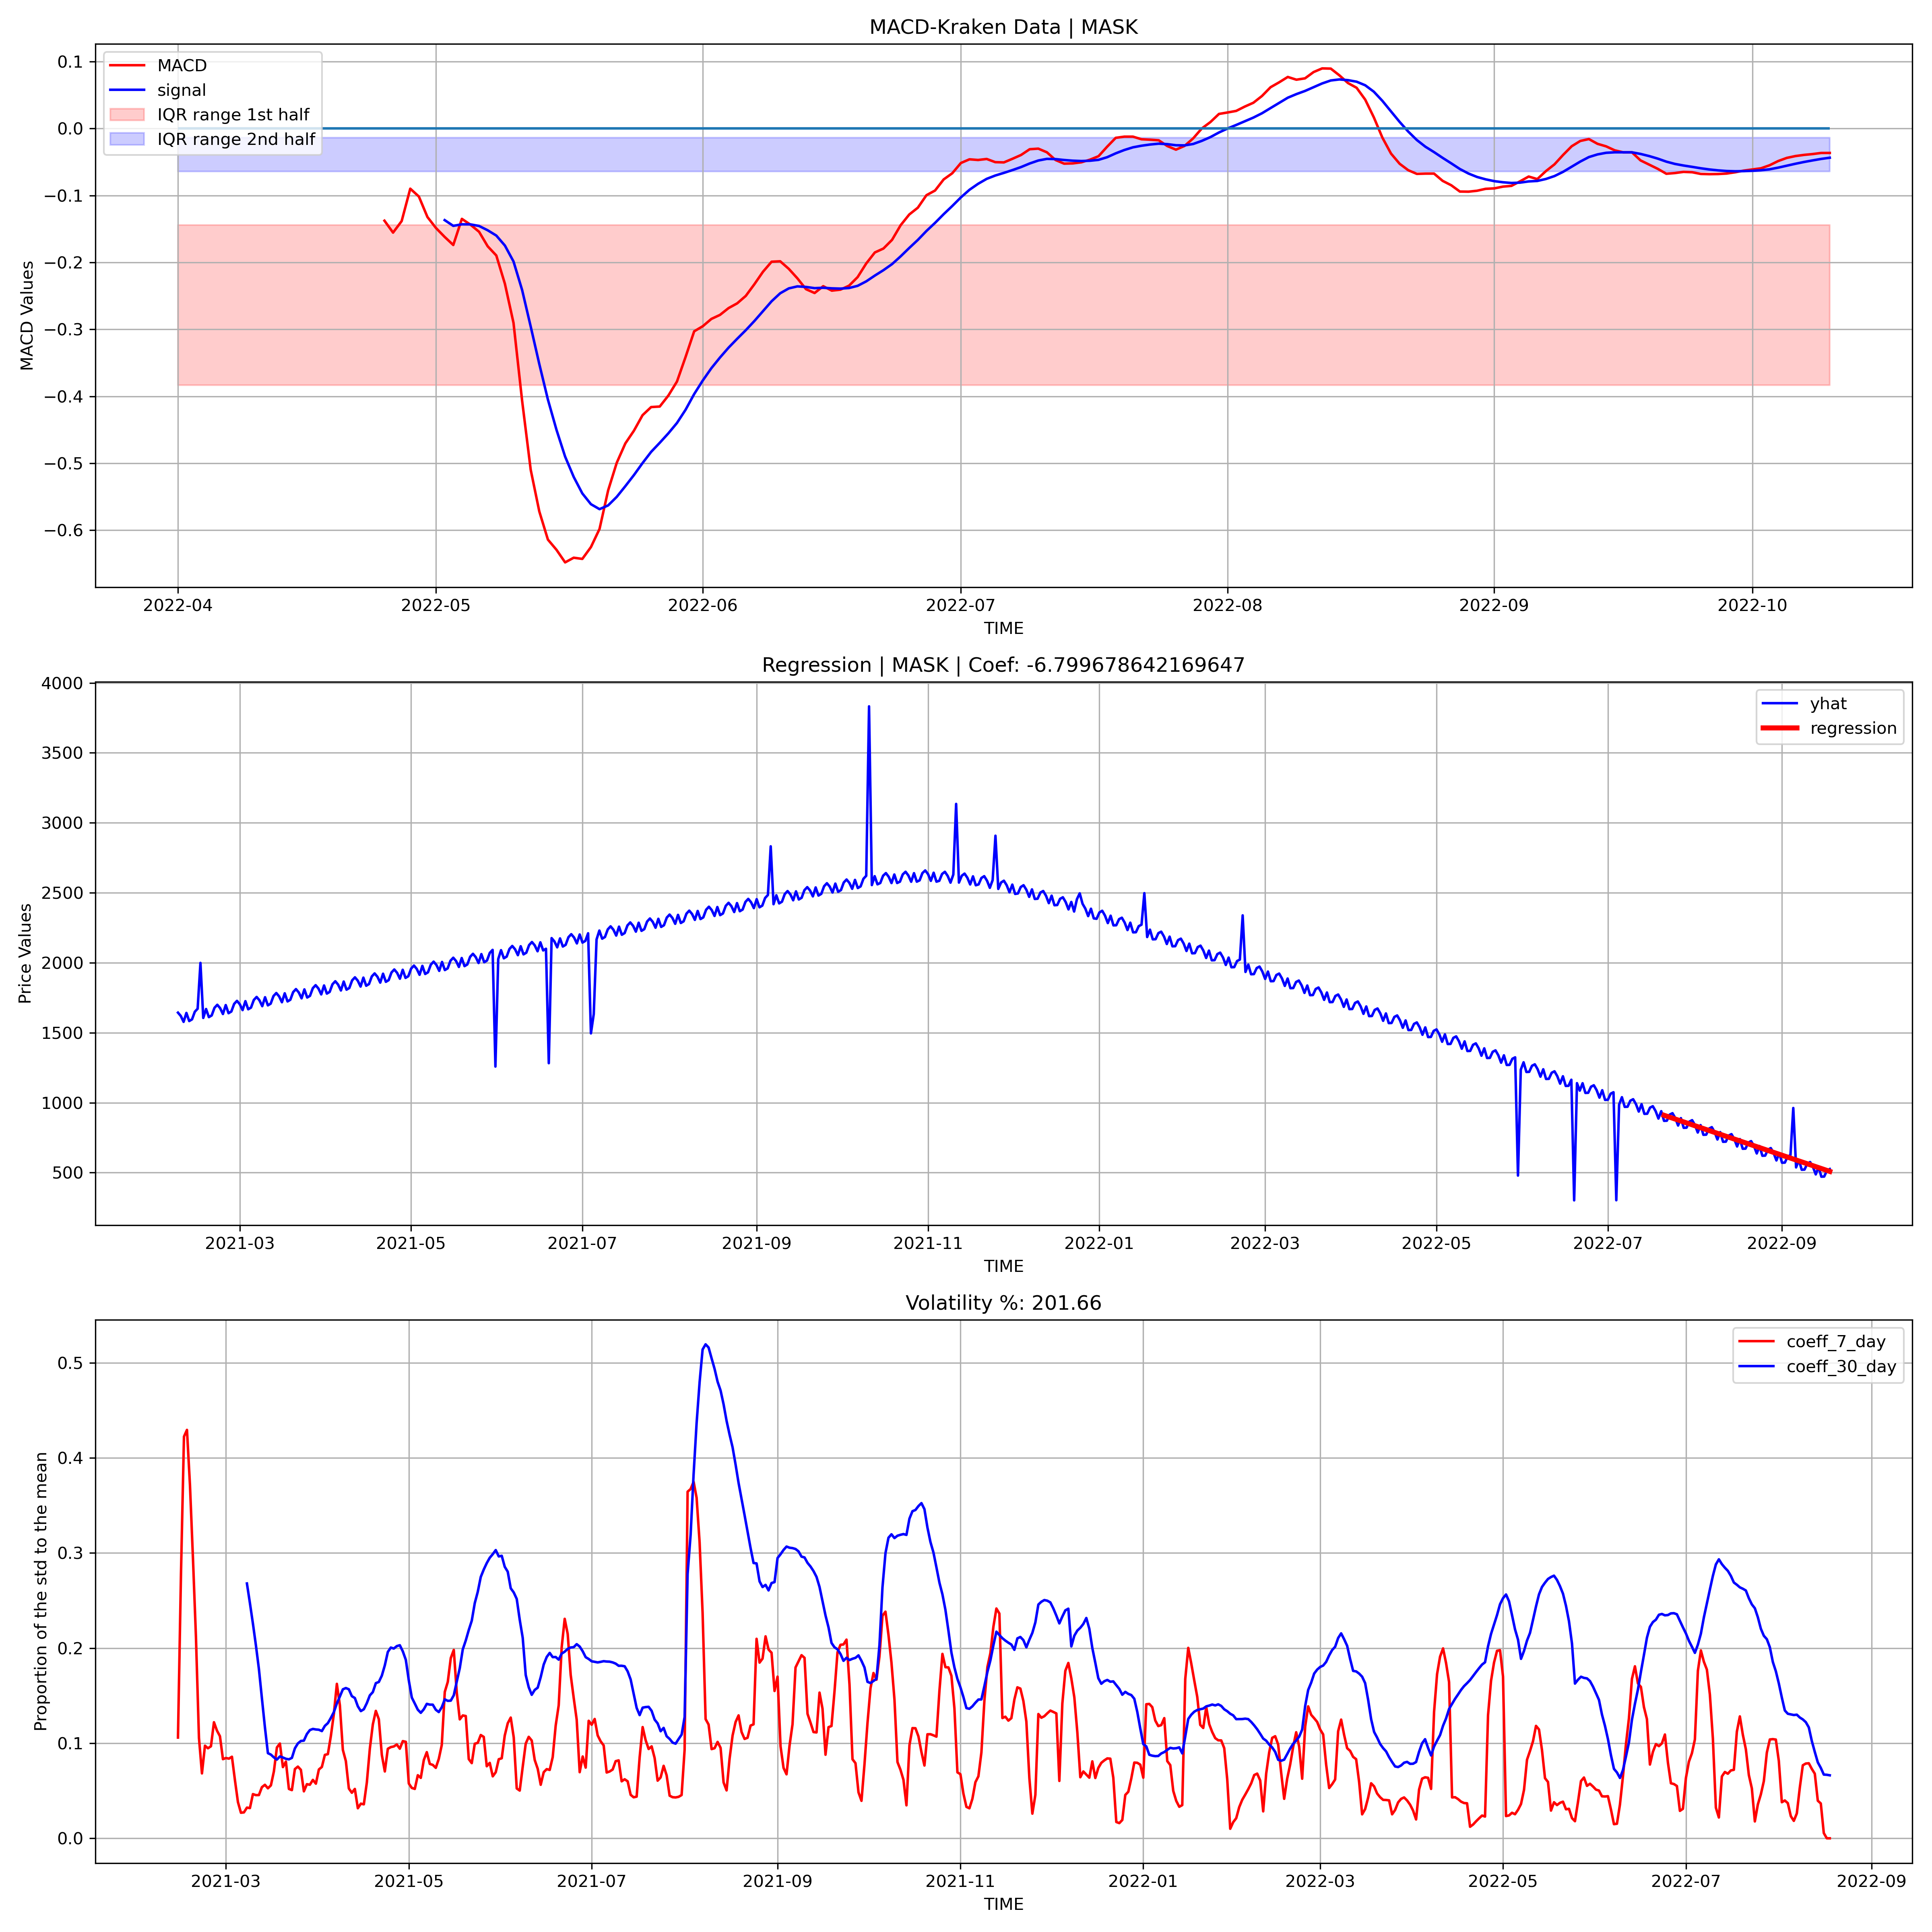 MACD-Kraken Data | MASK
MACD
signal
IQR range 1st half
IQR range 2nd half
MACD Values
0.1
0.0
−0.1
−0.2
−0.3
−0.4
−0.5
−0.6
2022-04 2022-05 2022-06 2022-07 2022-08 2022-09 2022-10
TIME
Regression | MASK | Coef: -6.799678642169647
yhat
regression
Price Values
4000
3500
3000
2500
2000
1500
1000
500
2021-03 2021-05 2021-07 2021-09 2021-11 2022-01 2022-03 2022-05 2022-07 2022-09
TIME
Volatility %: 201.66
coeff_7_day
coeff_30_day
Proportion of the std to the mean
0.5
0.4
0.3
0.2
0.1
0.0
2021-03 2021-05 2021-07 2021-09 2021-11 2022-01 2022-03 2022-05 2022-07 2022-09
TIME